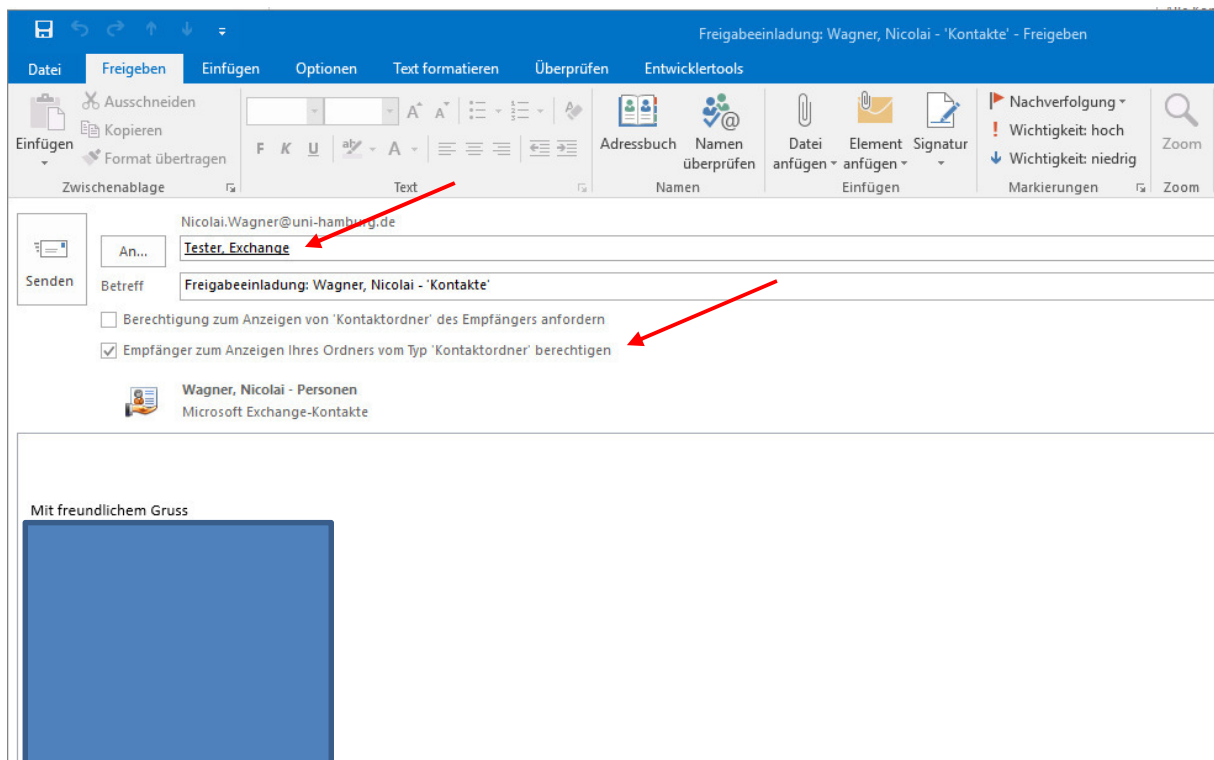 Freigabeeinladung: Wagner, Nicolai - 'Kontakte' - Freigeben
Datei Freigeben Einfügen Optionen Text formatieren Überprüfen Entwicklertools
Einfügen
Ausschneiden
Kopieren
Format übertragen
Zwischenablage
F K U
Text
Adressbuch
Namen überprüfen
Namen
Datei anfügen
Element anfügen
Signatur
Einfügen
Nachverfolgung
Wichtigkeit: hoch
Wichtigkeit: niedrig
Markierungen
Zoom
Zoom
Senden
Nicolai.Wagner@uni-hamburg.de
An... Tester, Exchange
Betreff Freigabeeinladung: Wagner, Nicolai - 'Kontakte'
Berechtigung zum Anzeigen von 'Kontaktordner' des Empfängers anfordern
Empfänger zum Anzeigen Ihres Ordners vom Typ 'Kontaktordner' berechtigen
Wagner, Nicolai - Personen
Microsoft Exchange-Kontakte
Mit freundlichem Gruss